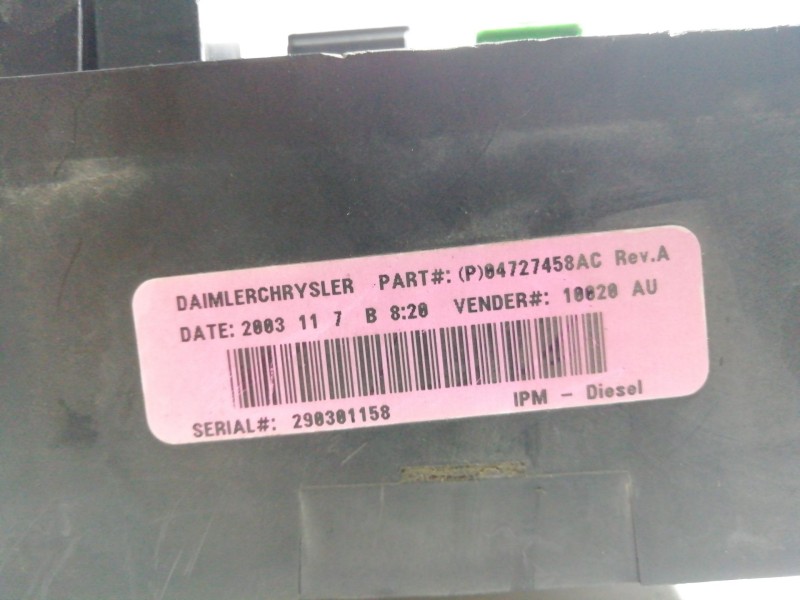 DAIMLERCHRYSLER PART#: (P)04727458AC Rev.A
DATE: 2003 11 7 B 8:20 VENDER#: 10020 AU
SERIAL#: 290301158 IPM - Diesel